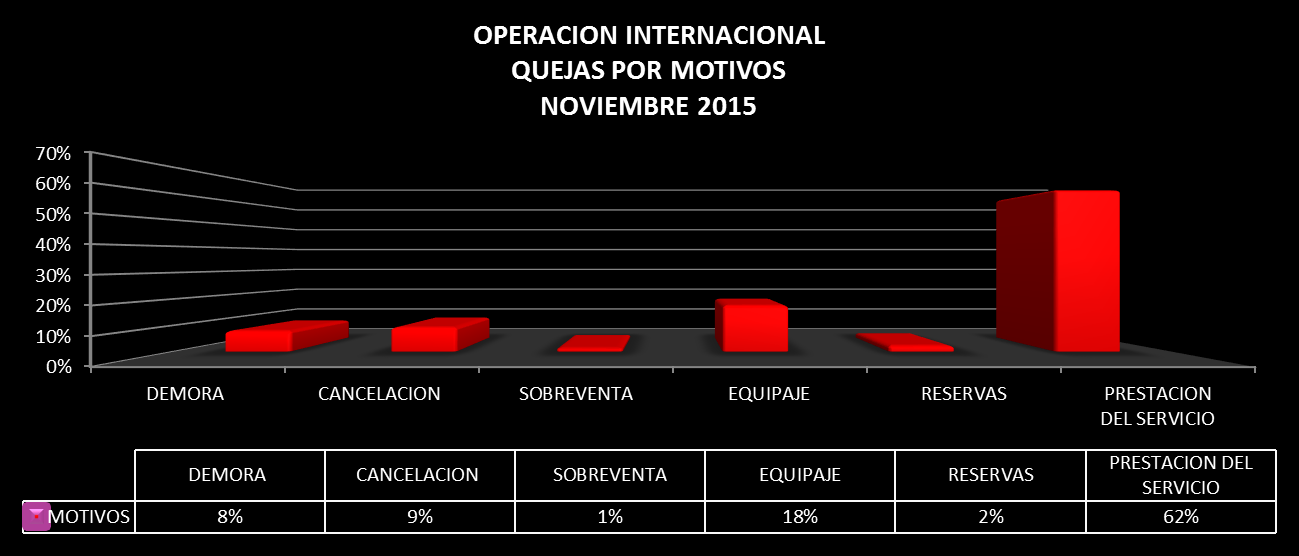 OPERACION INTERNACIONAL
QUEJAS POR MOTIVOS
NOVIEMBRE 2015
70%
60%
50%
40%
30%
20%
10%
0%
DEMORA CANCELACION SOBREVENTA EQUIPAJE RESERVAS PRESTACION
DEL SERVICIO
DEMORA CANCELACION SOBREVENTA EQUIPAJE RESERVAS PRESTACION DEL
SERVICIO
MOTIVOS 8% 9% 1% 18% 2% 62%